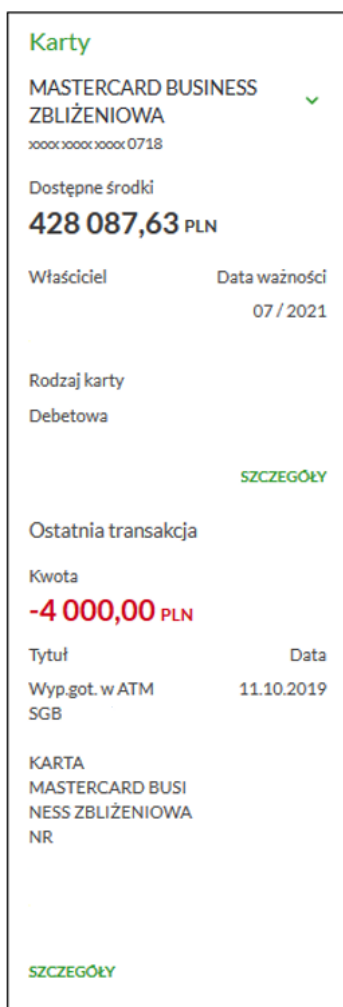 Karty
MASTERCARD BUSINESS
ZBLIŻENIOWA
xxxx xxxx xxxx 0718
Dostępne środki
428 087,63 PLN
Właściciel Data ważności
07 / 2021
Rodzaj karty
Debetowa
SZCZEGÓŁY
Ostatnia transakcja
Kwota
-4 000,00 PLN
Tytuł Data
Wyp.got. w ATM 11.10.2019
SGB
KARTA
MASTERCARD BUSI
NESS ZBLIŻENIOWA
NR
SZCZEGÓŁY